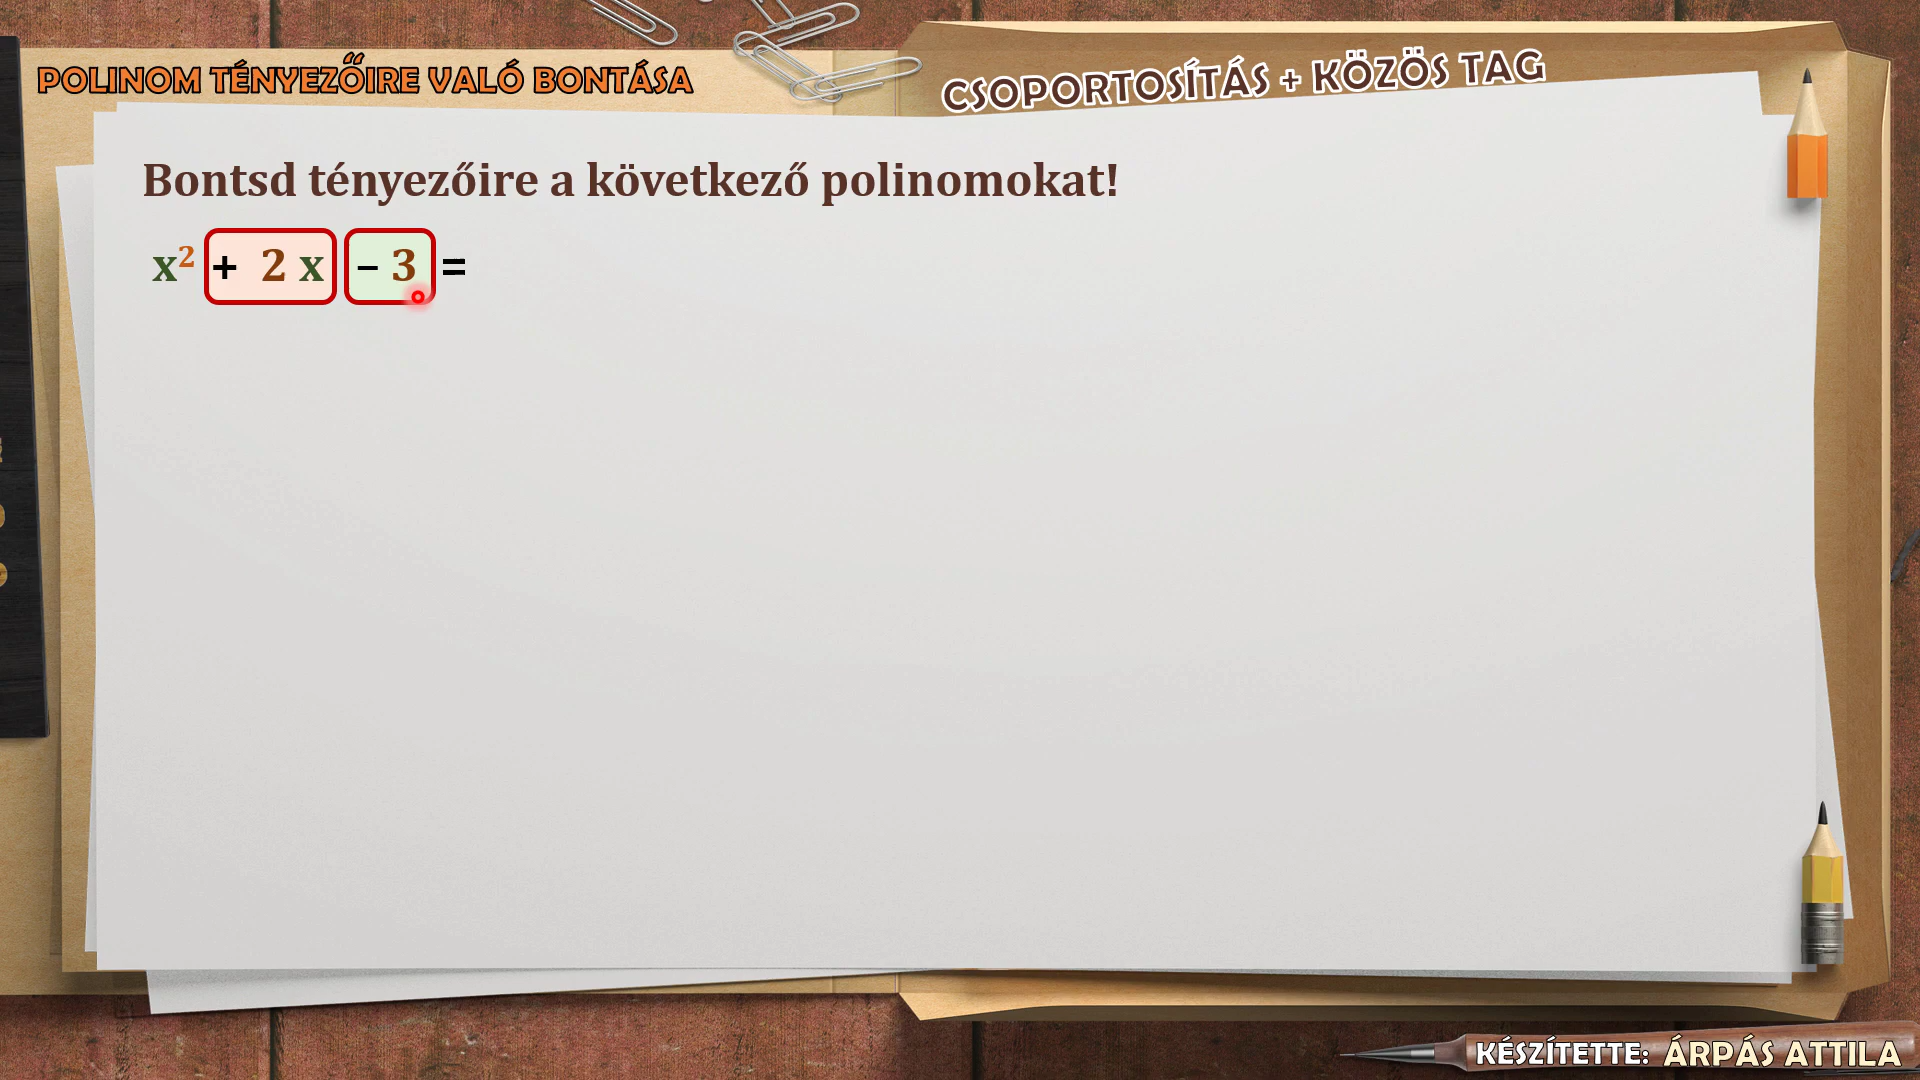 POLINOM TÉNYEZŐIRE VALÓ BONTÁSA
CSOPORTOSÍTÁS + KÖZÖS TAG
Bontsd tényezőire a következő polinomokat!
x² + 2 x – 3 =
KÉSZÍTETTE: ÁRPÁS ATTILA